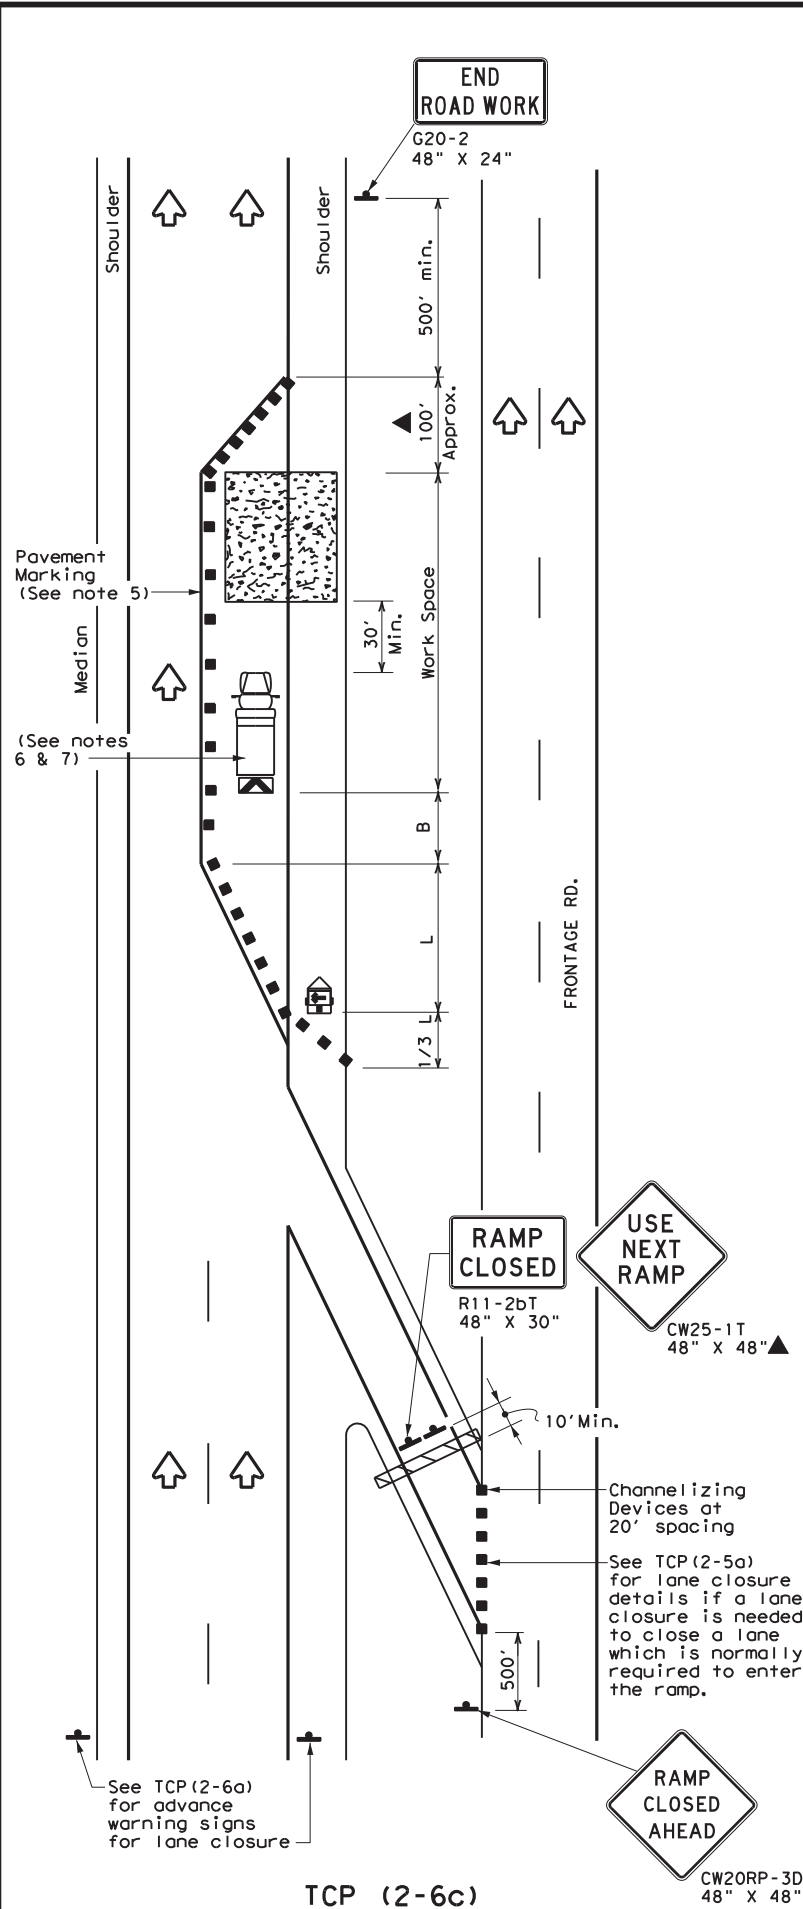 END
ROAD WORK
G20-2
48" X 24"
Shoulder
Shoulder
500' min.
100'
Approx.
Pavement
Marking
(See note 5)
Median
30'
Min.
Work Space
(See notes
6 & 7)
B
L
FRONTAGE RD.
1/3 L
RAMP
CLOSED
R11-2bT
48" X 30"
USE
NEXT
RAMP
CW25-1T
48" X 48"
10'Min.
Channelizing
Devices at
20' spacing
See TCP(2-5a)
for lane closure
details if a lane
closure is needed
to close a lane
which is normally
required to enter
the ramp.
500'
See TCP(2-6a)
for advance
warning signs
for lane closure
RAMP
CLOSED
AHEAD
CW20RP-3D
48" X 48"
TCP (2-6c)